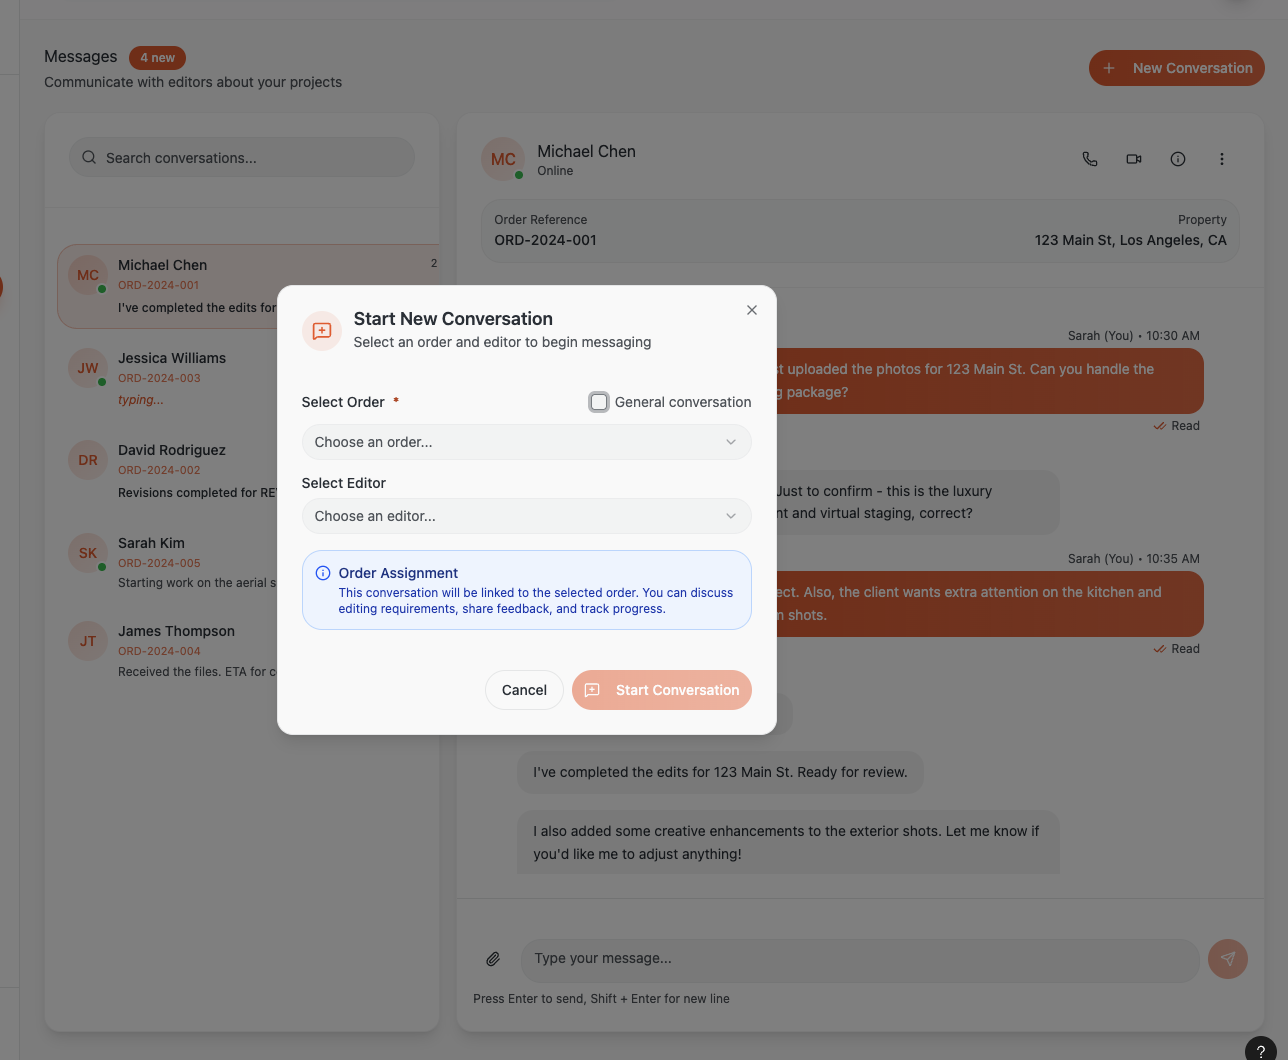 Messages
4 new
Communicate with editors about your projects
New Conversation
Search conversations...
MC
Michael Chen
2
ORD-2024-001
I've completed the edits for
JW
Jessica Williams
ORD-2024-003
typing...
DR
David Rodriguez
ORD-2024-002
Revisions completed for
SK
Sarah Kim
ORD-2024-005
Starting work on the aerial
JT
James Thompson
ORD-2024-004
Received the files. ETA for
MC
Michael Chen
Online
Order Reference
Property
ORD-2024-001
123 Main St, Los Angeles, CA
Sarah (You) • 10:30 AM
uploaded the photos for 123 Main St. Can you handle the
package?
Read
Just to confirm - this is the luxury
and virtual staging, correct?
Sarah (You) • 10:35 AM
Also, the client wants extra attention on the kitchen and
shots.
Read
I've completed the edits for 123 Main St. Ready for review.
I also added some creative enhancements to the exterior shots. Let me know if
you'd like me to adjust anything!
Type your message...
Press Enter to send, Shift + Enter for new line
Start New Conversation
Select an order and editor to begin messaging
Select Order *
General conversation
Choose an order...
Select Editor
Choose an editor...
Order Assignment
This conversation will be linked to the selected order. You can discuss
editing requirements, share feedback, and track progress.
Cancel
Start Conversation
?